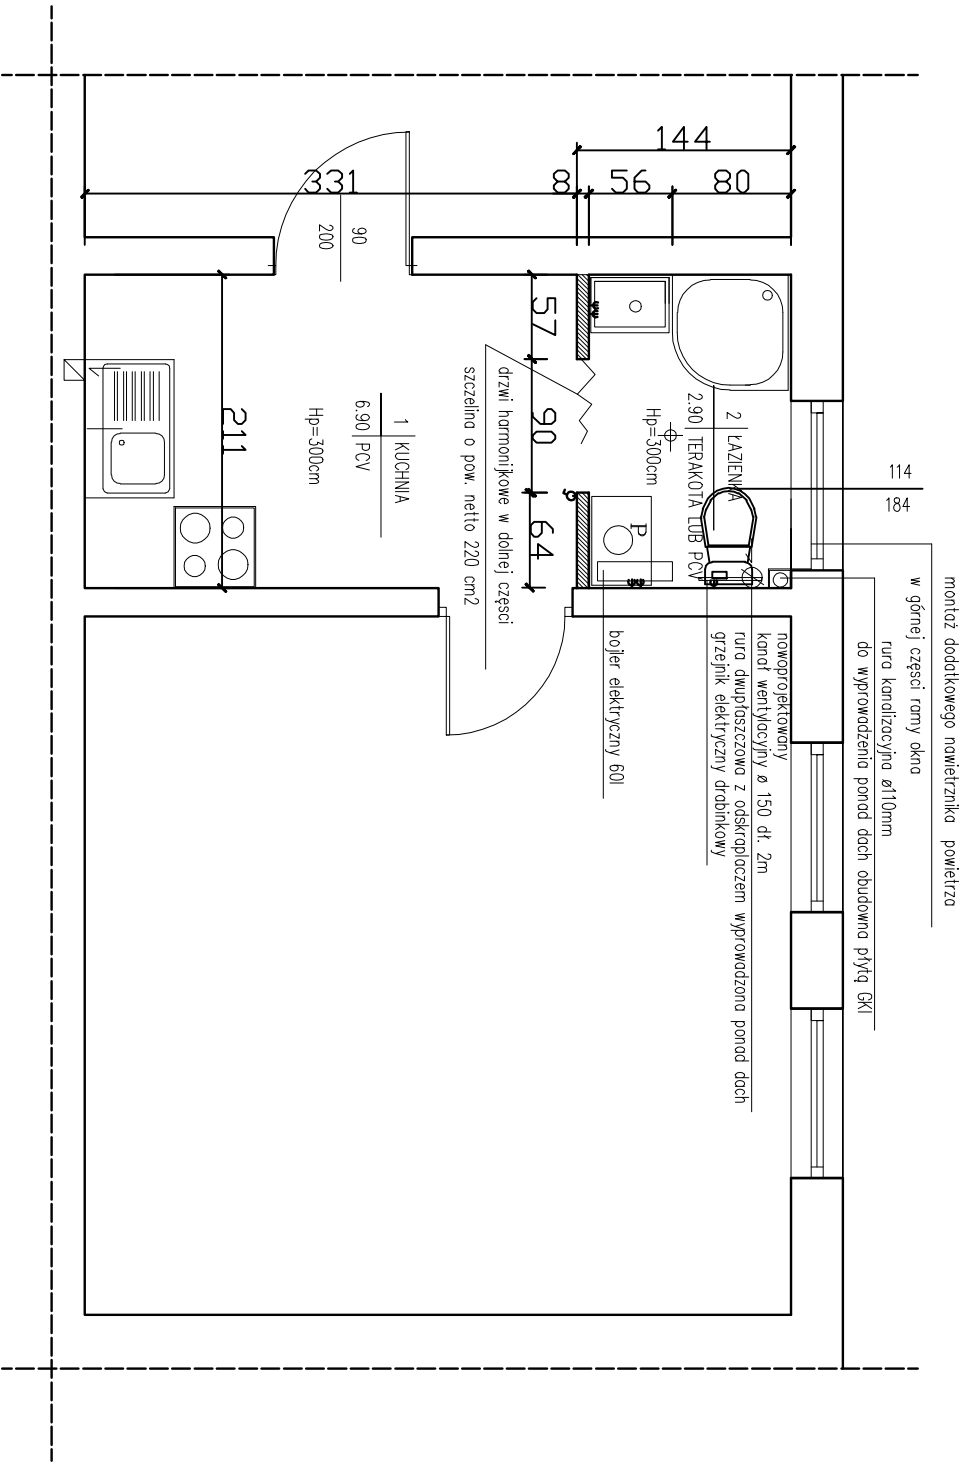 144
331
8
56
80
90
200
57
90
64
211
114
184
montaż dodatkowego nawietrznika powietrza
w górnej częsci ramy okna
rura kanalizacyjna ø110mm
do wyprowadzenia ponad dach obudowna płytą GKI
nowoprojektowany
kanał wentylacyjny ø 150 dł. 2m
rura dwupłaszczowa z odskraplaczem wyprowadzona ponad dach
grzejnik elektryczny drabinkowy
bojler elektryczny 60l
2 ŁAZIENKA
2.90 TERAKOTA LUB PCV
Hp=300cm
P
drzwi harmonijkowe w dolnej częsci
szczelina o pow. netto 220 cm2
1 KUCHNIA
6.90 PCV
Hp=300cm